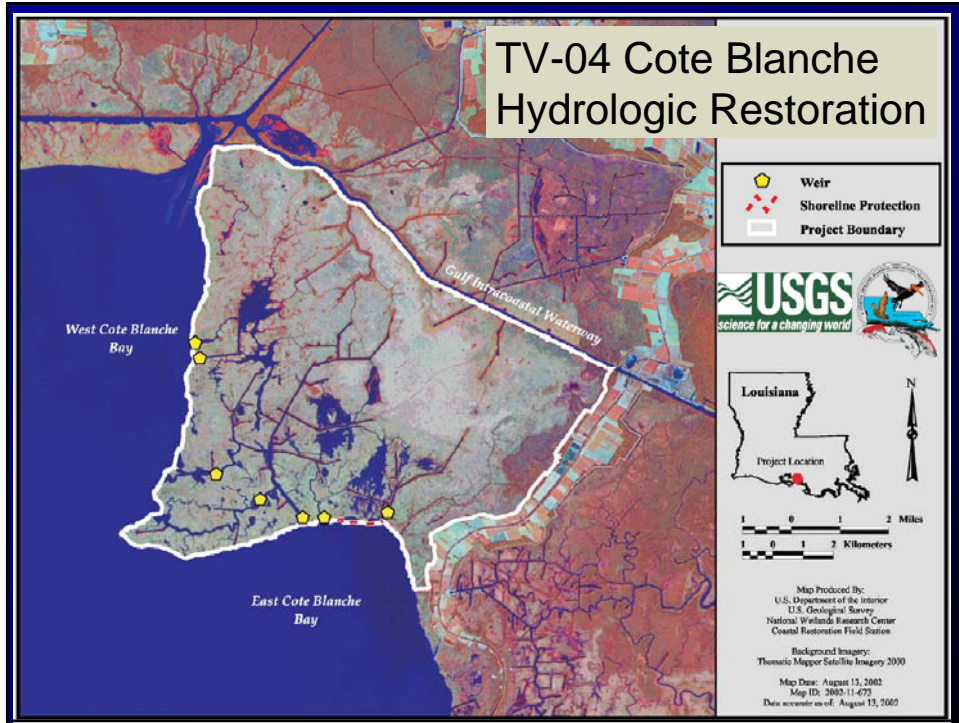 TV-04 Cote Blanche
Hydrologic Restoration
Weir
Shoreline Protection
Project Boundary
Gulf Intracoastal Waterway
USGS
science for a changing world
West Cote Blanche
Bay
Louisiana
N
Project Location
1 0 1 2 Miles
1 0 1 2 Kilometers
East Cote Blanche
Bay
Map Produced By:
U.S. Department of the Interior
U.S. Geological Survey
National Wetlands Research Center
Coastal Restoration Field Station
Background Imagery:
Thematic Mapper Satellite Imagery 2000
Map Date: August 13, 2002
Map ID: 2002-11-673
Data accurate as of: August 13, 2002